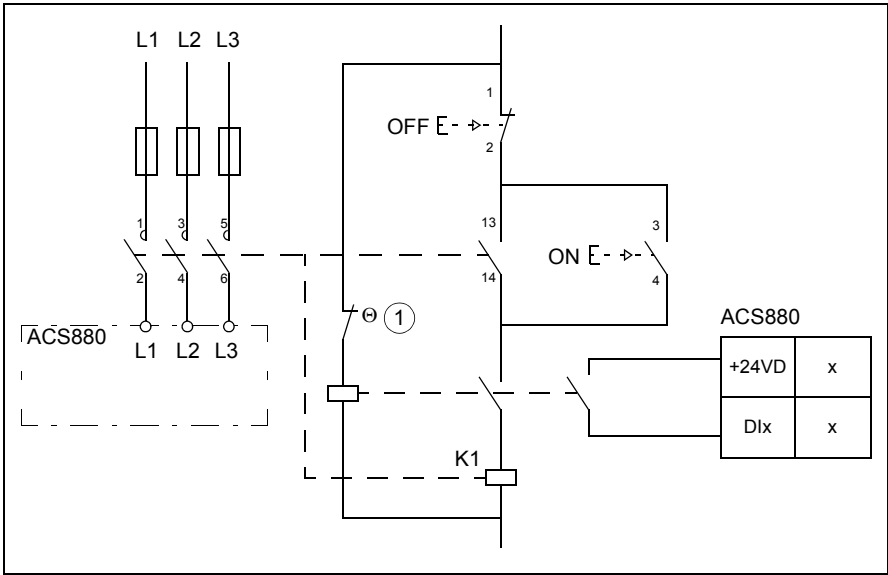 L1 L2 L3
1
OFF
2
1 3 5
13
3
ON
2 4 6
14
4
Θ 1
ACS880
ACS880
L1 L2 L3
+24VD x
DIx x
K1